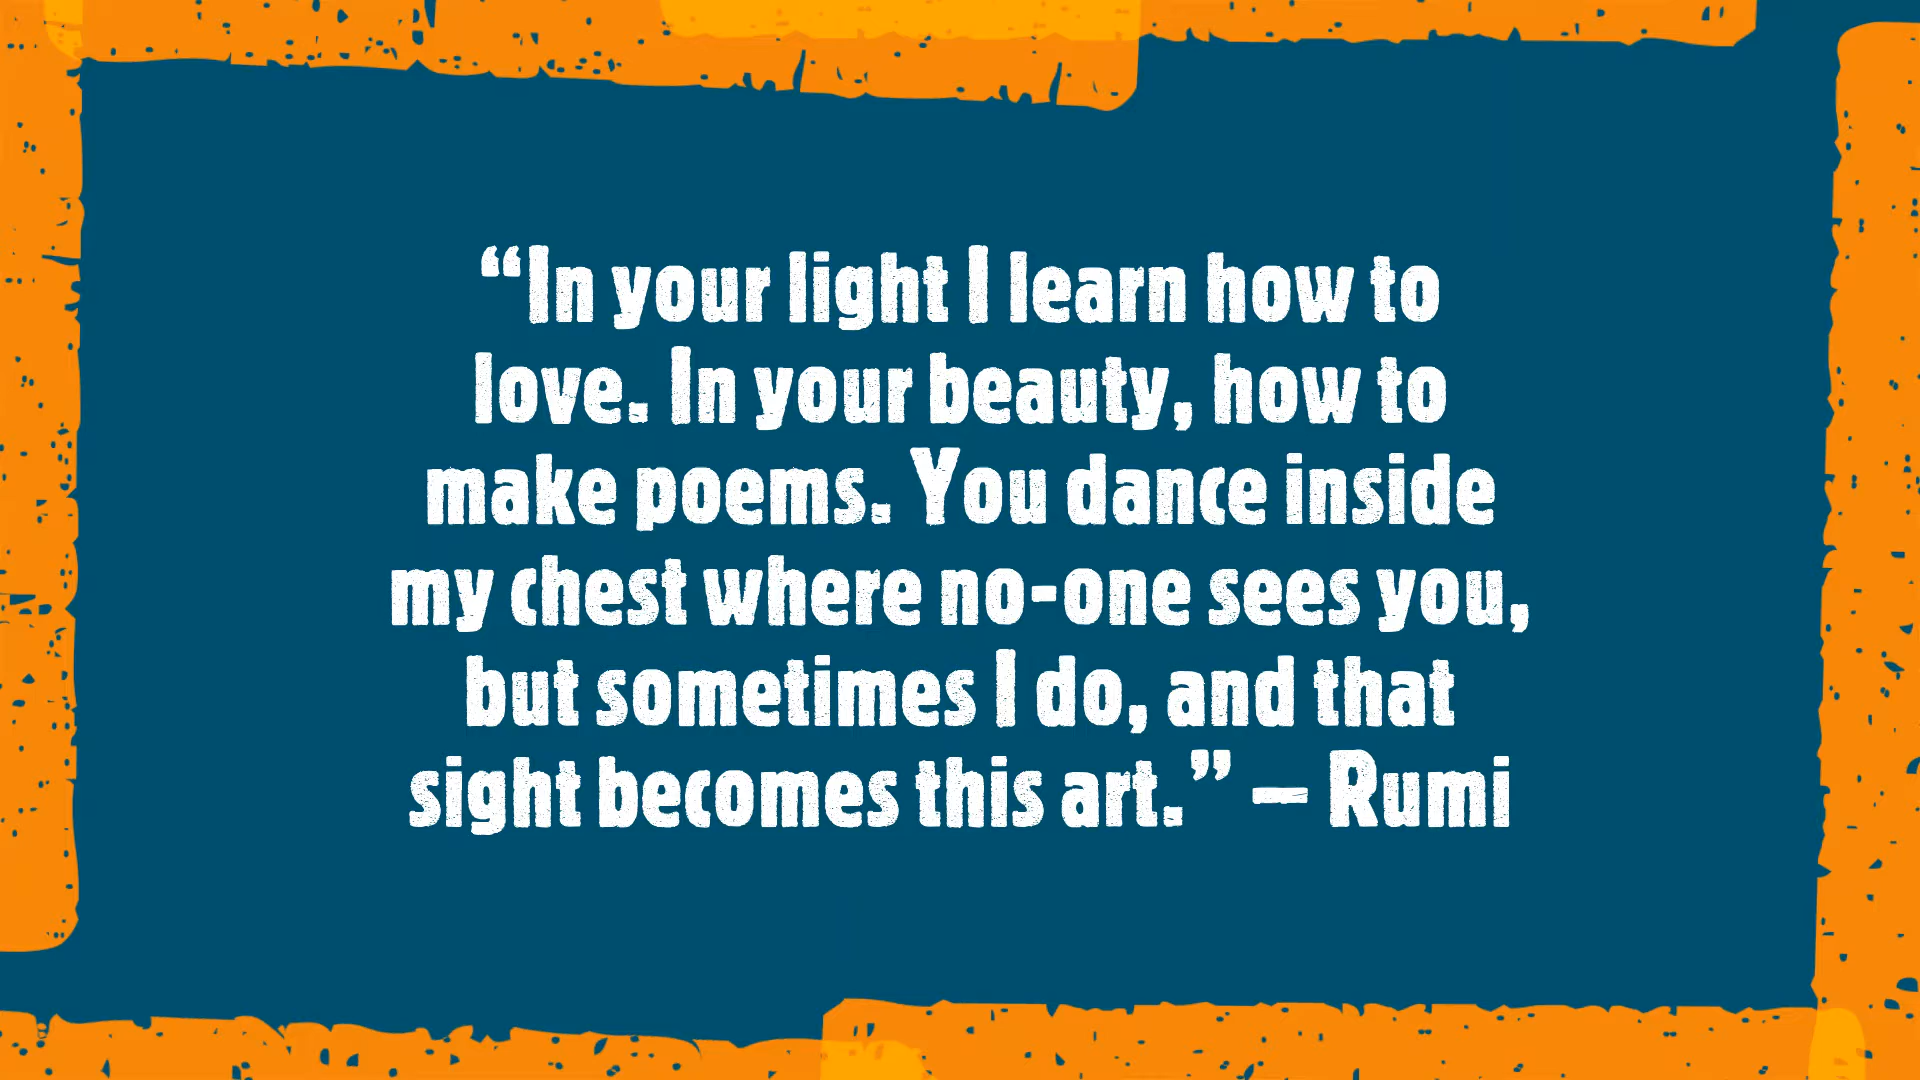 “In your light I learn how to
love. In your beauty, how to
make poems. You dance inside
my chest where no-one sees you,
but sometimes I do, and that
sight becomes this art.” – Rumi